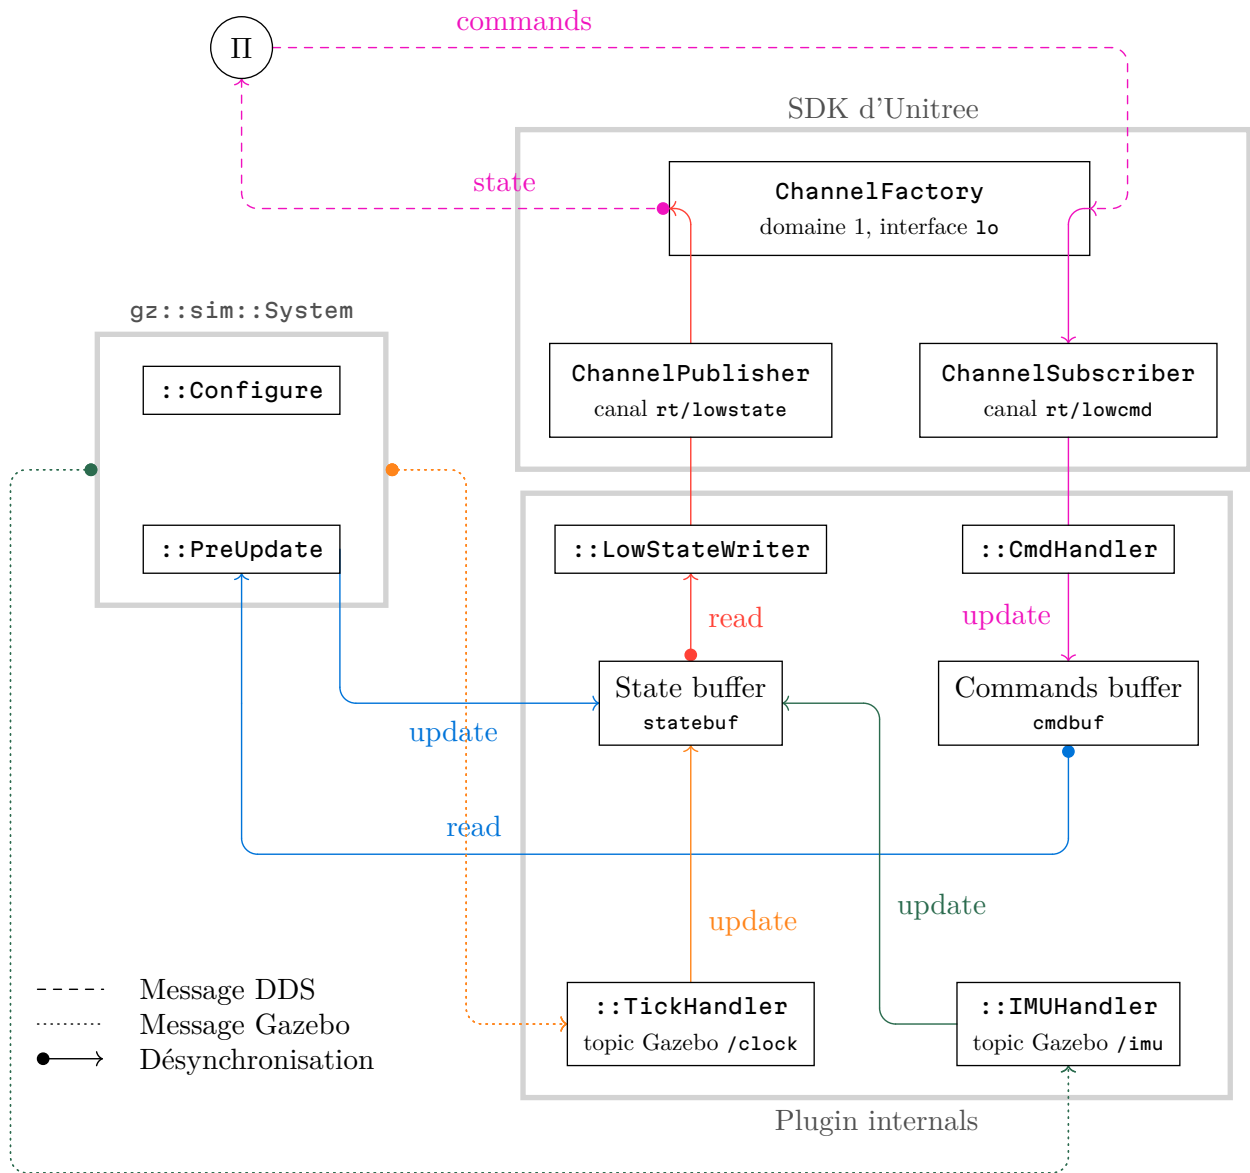 commands
Π
SDK d'Unitree
state
ChannelFactory
domaine 1, interface lo
gz::sim::System
::Configure
ChannelPublisher
canal rt/lowstate
ChannelSubscriber
canal rt/lowcmd
::PreUpdate
::LowStateWriter
::CmdHandler
read
update
State buffer
statebuf
Commands buffer
cmdbuf
update
read
update
update
Message DDS
Message Gazebo
Désynchronisation
::TickHandler
topic Gazebo /clock
::IMUHandler
topic Gazebo /imu
Plugin internals